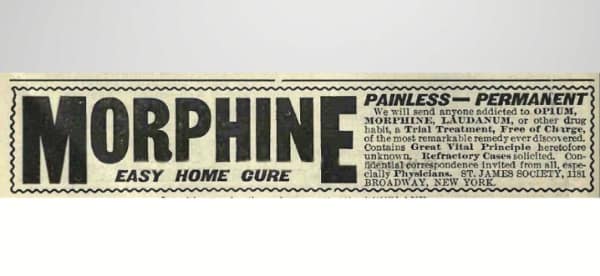 MORPHINE
EASY HOME CURE
PAINLESS—PERMANENT
We will send anyone addicted to OPIUM,
MORPHINE, LAUDANUM, or other drug
habit, a Trial Treatment, Free of Charge,
of the most remarkable remedy ever discovered.
Contains Great Vital Principle heretofore
unknown. Refractory Cases solicited. Con-
fidential correspondence invited from all, espe-
cially Physicians. ST. JAMES SOCIETY, 1181
BROADWAY, NEW YORK.